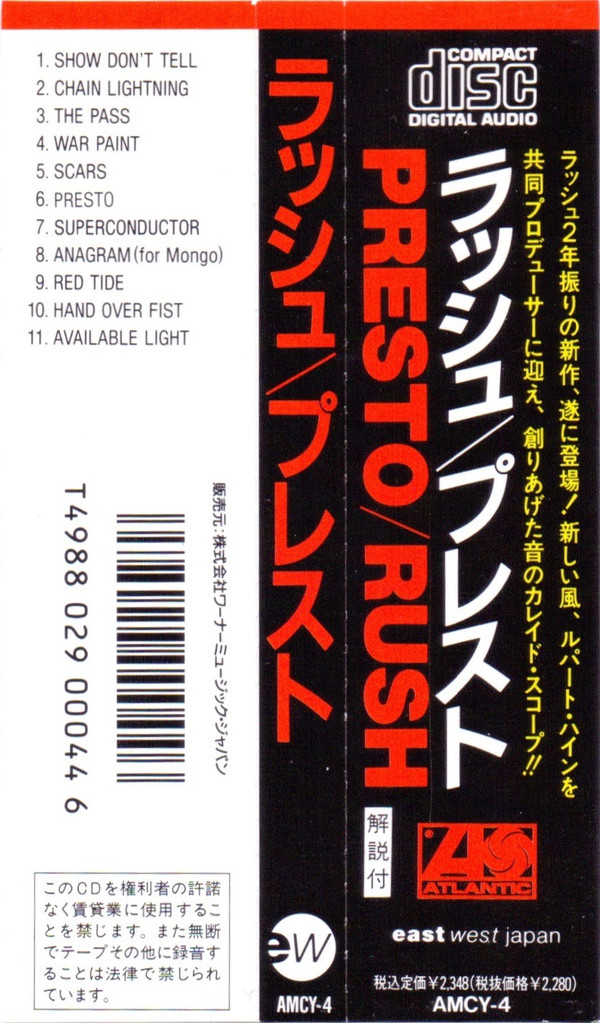 1. SHOW DON'T TELL
2. CHAIN LIGHTNING
3. THE PASS
4. WAR PAINT
5. SCARS
6. PRESTO
7. SUPERCONDUCTOR
8. ANAGRAM (for Mongo)
9. RED TIDE
10. HAND OVER FIST
11. AVAILABLE LIGHT
販売元:株式会社ワーナーミュージック・ジャパン
T4988 029 00044 6
このCDを権利者の許諾
なく賃貸業に使用するこ
とを禁じます。また無断
でテープその他に録音す
ることは法律で禁じられ
ています。
ラッシュ/プレスト
ew
AMCY-4
COMPACT
disc
DIGITAL AUDIO
ラッシュ2年振りの新作、遂に登場!新しい風、ルパート・ハインを
共同プロデューサーに迎え、創りあげた音のカレイド・スコープ!!
ラッシュ/プレスト
PRESTO/RUSH
解説付
ATLANTIC
east west japan
税込定価¥2,348(税抜価格¥2,280)
AMCY-4